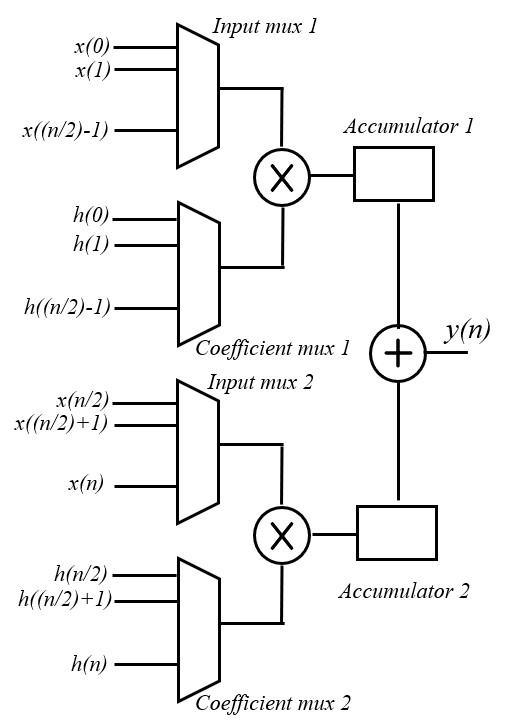 Input mux 1
x(0)
x(1)
x((n/2)-1)
Accumulator 1
h(0)
h(1)
h((n/2)-1)
Coefficient mux 1
y(n)
Input mux 2
x(n/2)
x((n/2)+1)
x(n)
h(n/2)
h((n/2)+1)
h(n)
Accumulator 2
Coefficient mux 2